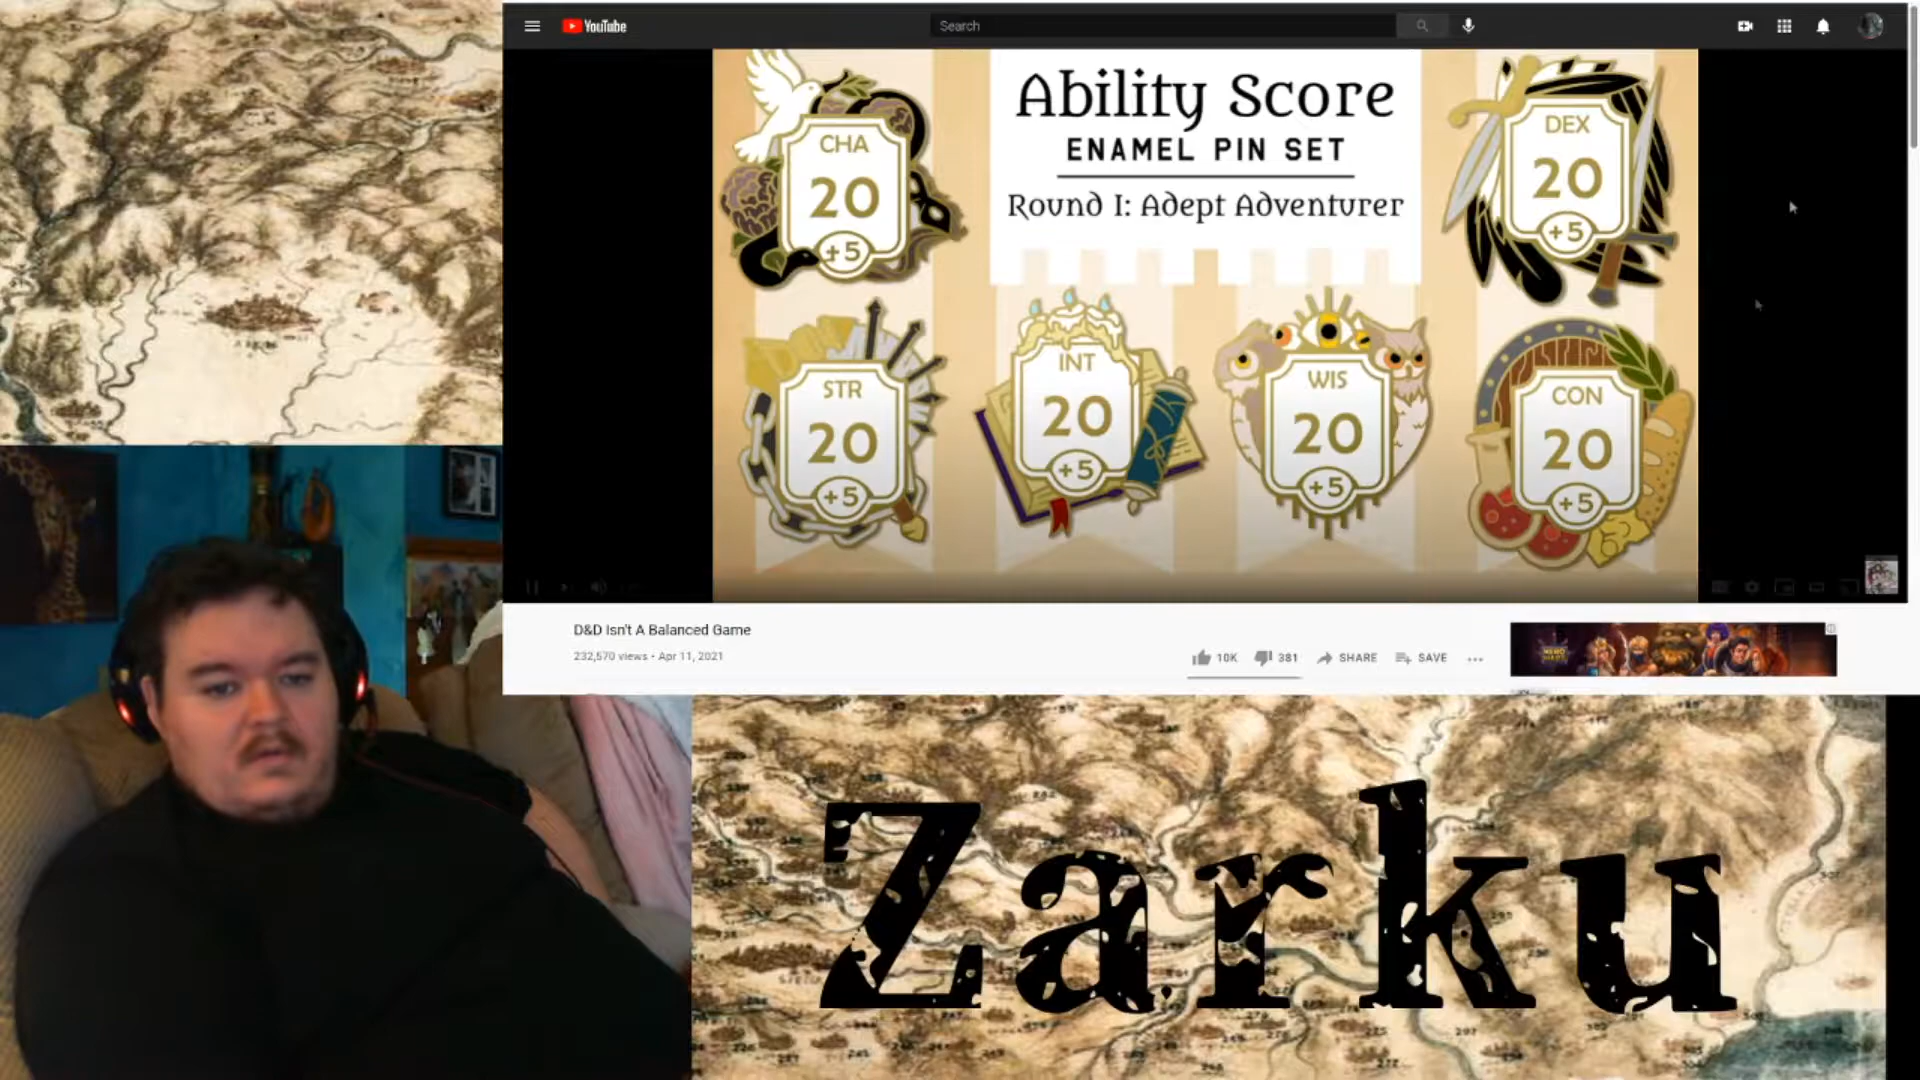 YouTube
Search
Ability Score
ENAMEL PIN SET
Round I: Adept Adventurer
CHA
20
+5
DEX
20
+5
STR
20
+5
INT
20
+5
WIS
20
+5
CON
20
+5
D&D Isn't A Balanced Game
232,570 views • Apr 11, 2021
10K
381
SHARE
SAVE
Zarku